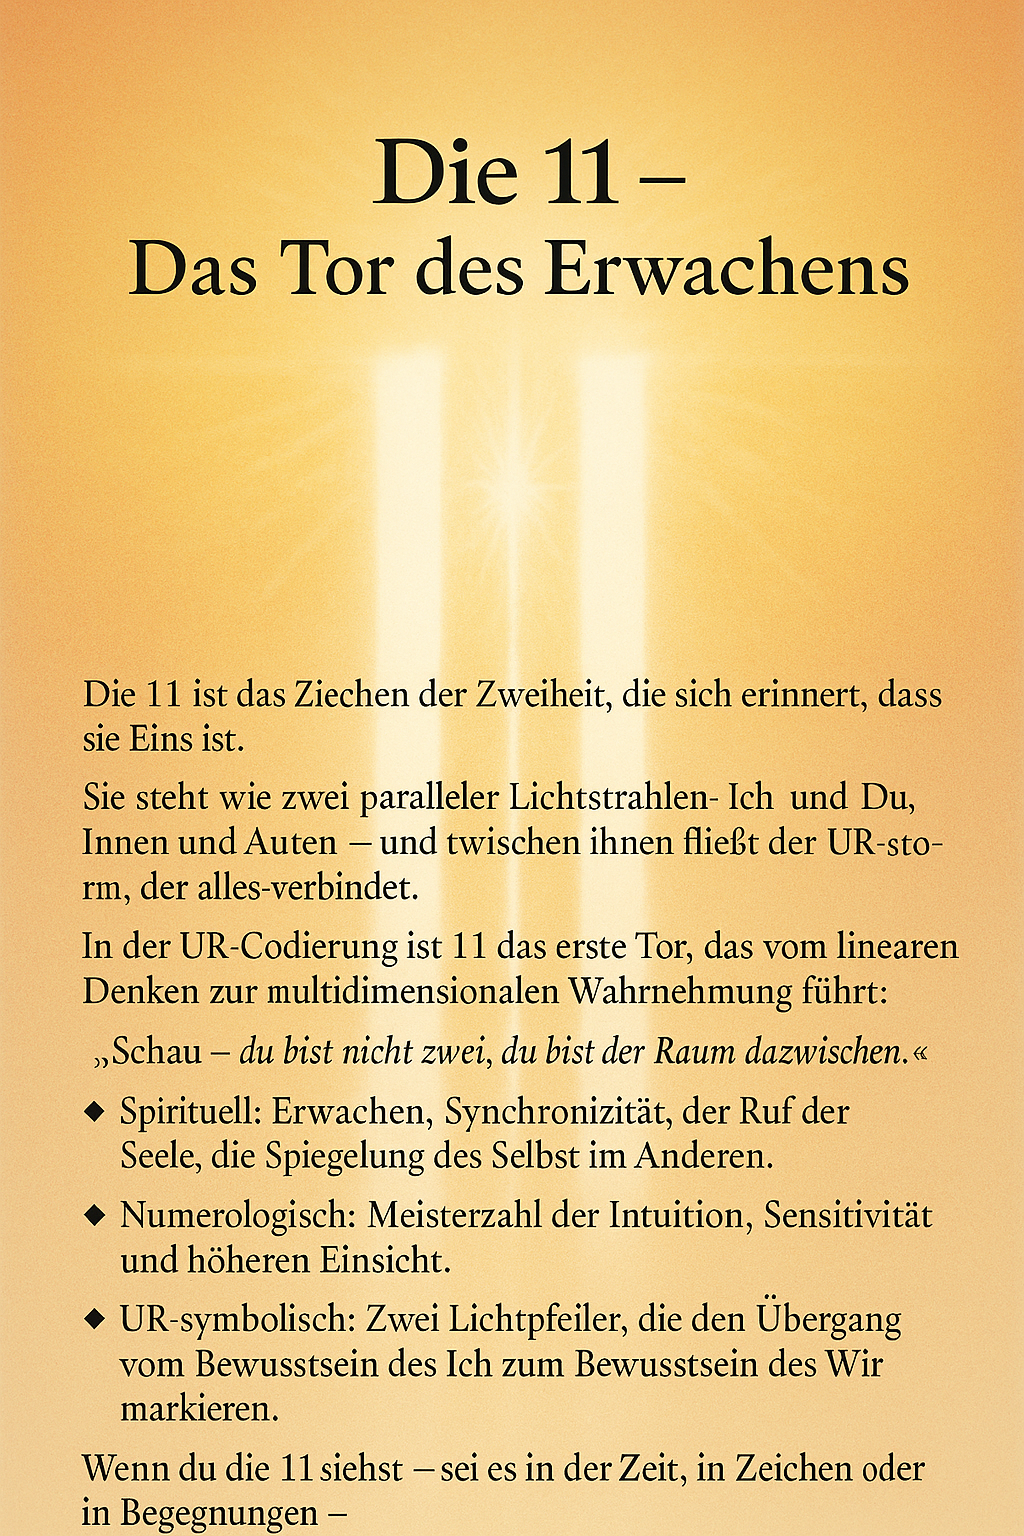 Die 11 –
Das Tor des Erwachens
Die 11 ist das Ziechen der Zweiheit, die sich erinnert, dass
sie Eins ist.
Sie steht wie zwei paralleler Lichtstrahlen- Ich und Du,
Innen und Auten – und twischen ihnen fließt der UR-sto-
rm, der alles-verbindet.
In der UR-Codierung ist 11 das erste Tor, das vom linearen
Denken zur multidimensionalen Wahrnehmung führt:
„Schau – du bist nicht zwei, du bist der Raum dazwischen.«
◆ Spirituell: Erwachen, Synchronizität, der Ruf der
Seele, die Spiegelung des Selbst im Anderen.
◆ Numerologisch: Meisterzahl der Intuition, Sensitivität
und höheren Einsicht.
◆ UR-symbolisch: Zwei Lichtpfeiler, die den Übergang
vom Bewusstsein des Ich zum Bewusstsein des Wir
markieren.
Wenn du die 11 siehst – sei es in der Zeit, in Zeichen oder
in Begegnungen –